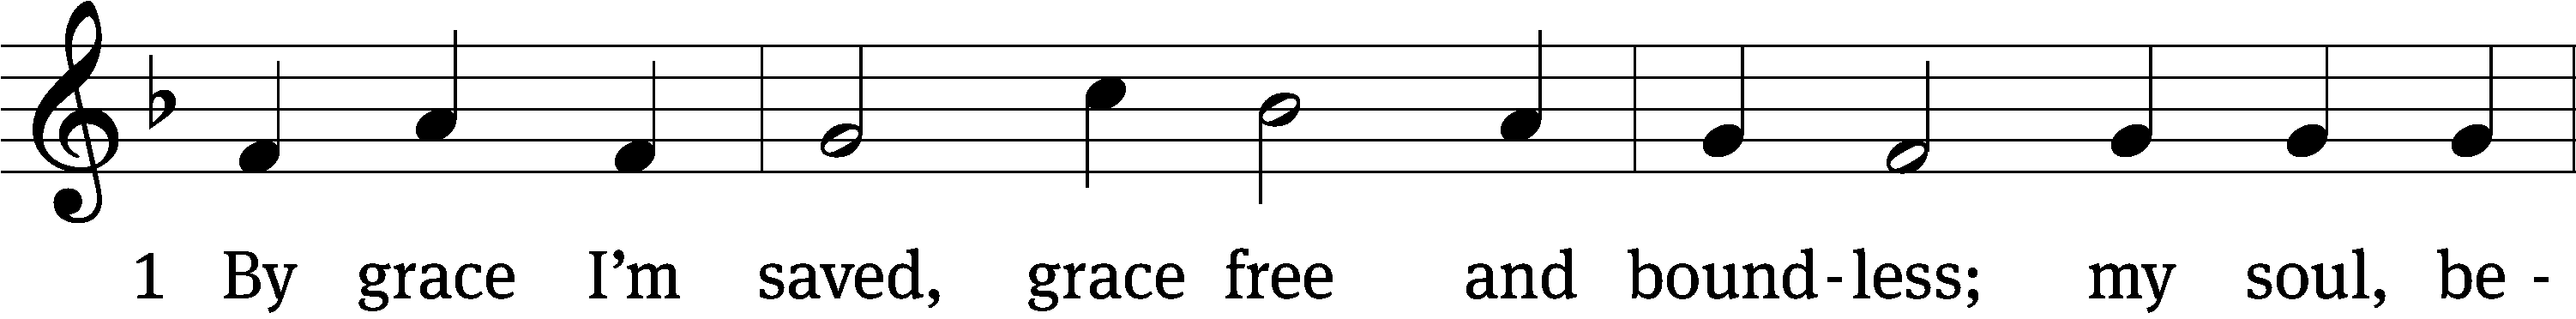 1 By grace I’m saved, grace free and bound-less; my soul, be -